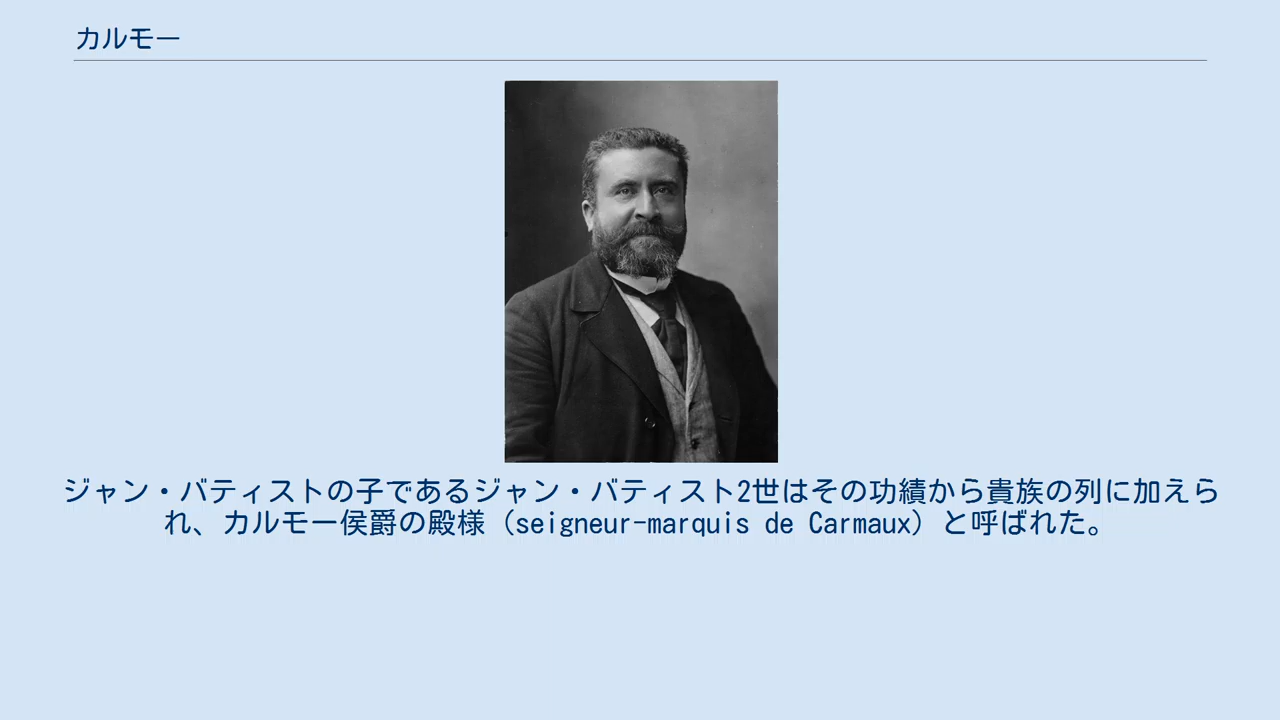 カルモー
ジャン・バティストの子であるジャン・バティスト2世はその功績から貴族の列に加えら
れ、カルモー侯爵の殿様（seigneur-marquis de Carmaux）と呼ばれた。